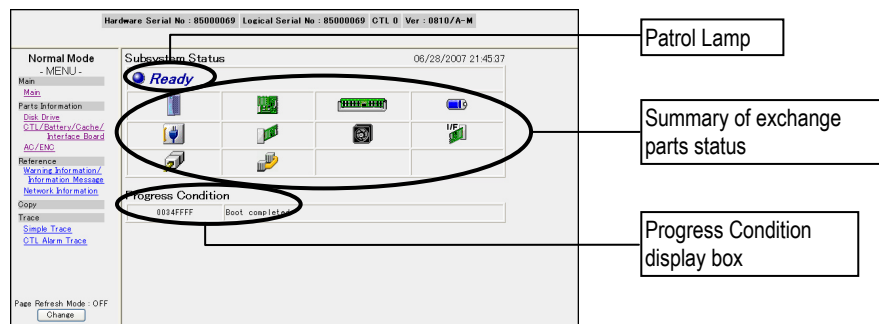 Hardware Serial No : 85000069 Logical Serial No : 85000069 CTL 0 Ver : 0810/A-M
Normal Mode
- MENU -
Main
Main
Parts Information
Disk Drive
CTL/Battery/Cache/
Interface Board
AC/ENC
Reference
Warning Information/
Information Message
Network Information
Copy
Trace
Simple Trace
CTL Alarm Trace
Page Refresh Mode : OFF
Change
Subsystem Status
06/28/2007 21:45:37
Ready
I/F
Progress Condition
0034FFFF
Boot completed
Patrol Lamp
Summary of exchange
parts status
Progress Condition
display box